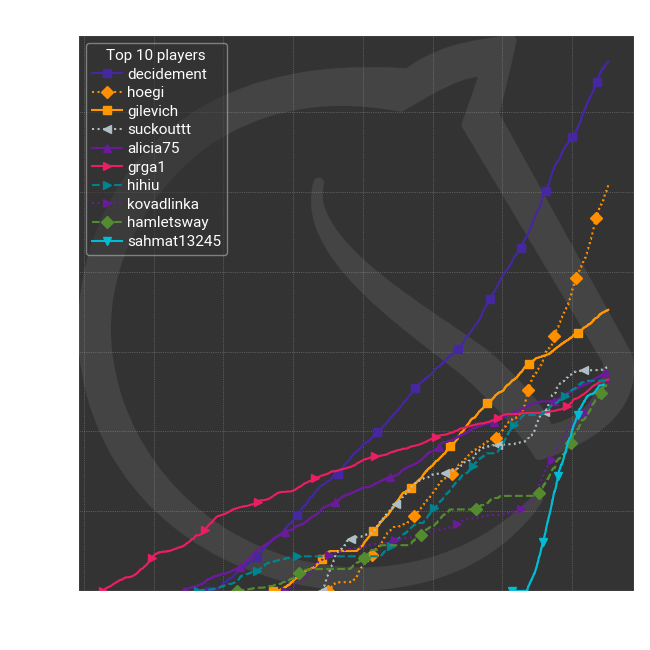 Top 10 players
decidement
hoegi
gilevich
suckouttt
alicia75
grga1
hihiu
kovadlinka
hamletsway
sahmat13245